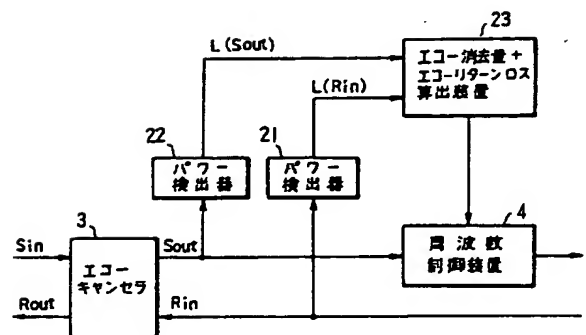 23
L(Sout)
エコー消去量+
エコーリターンロス
算出装置
L(Rin)
22
21
パワー
検出器
パワー
検出器
3
4
Sin
Sout
エコー
キャンセラ
周波数
制御装置
Rout
Rin